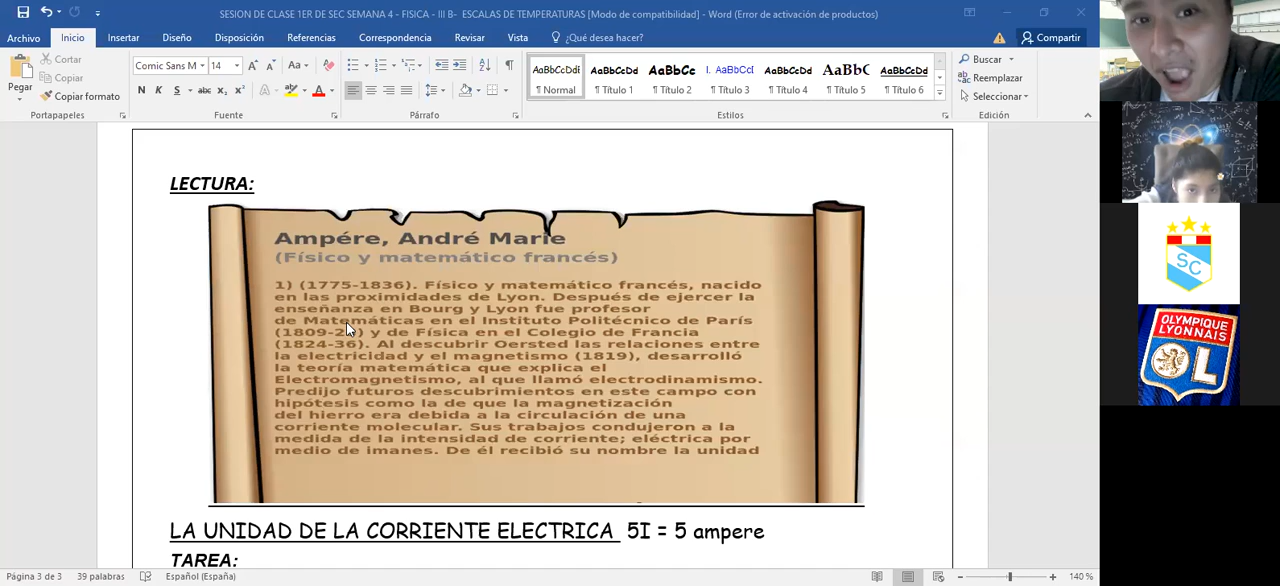 SESION DE CLASE 1ER DE SEC SEMANA 4 - FISICA - III B- ESCALAS DE TEMPERATURAS [Modo de compatibilidad] - Word (Error de activación de productos)
Archivo Inicio Insertar Diseño Disposición Referencias Correspondencia Revisar Vista ¿Qué desea hacer? Compartir
Pegar
Cortar
Copiar
Copiar formato
Portapapeles
Comic Sans M 14
Fuente
Párrafo
AaBbCcDdE AaBbCcDd AaBbCc I. AaBbCcI AaBbCcDd AaBbC AaBbCcDd
¶ Normal ¶ Título 1 ¶ Título 2 ¶ Título 3 ¶ Título 4 ¶ Título 5 ¶ Título 6
Estilos
Buscar
Reemplazar
Seleccionar
Edición
LECTURA:
Ampére, André Marie
(Físico y matemático francés)
1) (1775-1836). Físico y matemático francés, nacido
en las proximidades de Lyon. Después de ejercer la
enseñanza en Bourg y Lyon fue profesor
de Matemáticas en el Instituto Politécnico de París
(1809-2 ) y de Física en el Colegio de Francia
(1824-36). Al descubrir Oersted las relaciones entre
la electricidad y el magnetismo (1819), desarrolló
la teoría matemática que explica el
Electromagnetismo, al que llamó electrodinamismo.
Predijo futuros descubrimientos en este campo con
hipótesis como la de que la magnetización
del hierro era debida a la circulación de una
corriente molecular. Sus trabajos condujeron a la
medida de la intensidad de corriente; eléctrica por
medio de imanes. De él recibió su nombre la unidad
LA UNIDAD DE LA CORRIENTE ELECTRICA 5I = 5 ampere
TAREA:
Página 3 de 3 39 palabras Español (España) 140 %
SC
OLYMPIQUE
LYONNAIS
OL